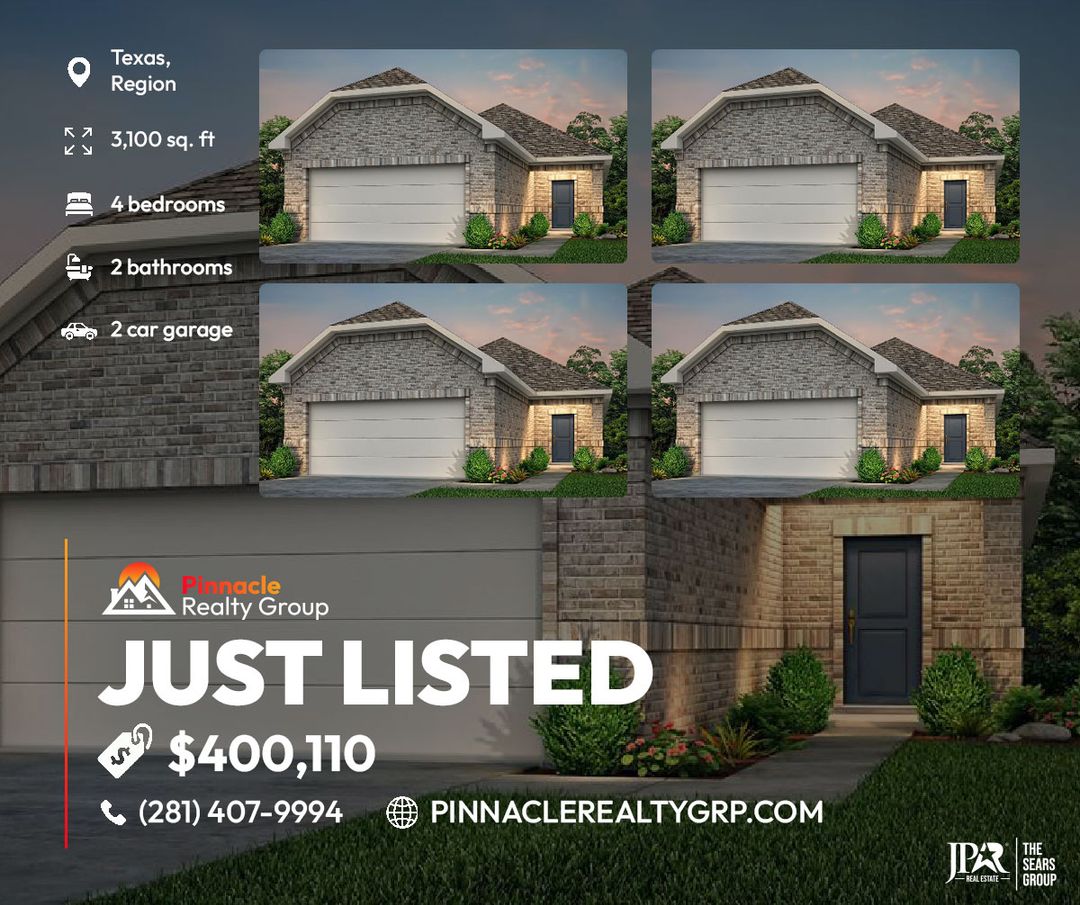 Texas,
Region
3,100 sq. ft
4 bedrooms
2 bathrooms
2 car garage
Pinnacle
Realty Group
JUST LISTED
$400,110
(281) 407-9994
PINNACLEREALTYGRP.COM
JPAR
REAL ESTATE
THE
SEARS
GROUP